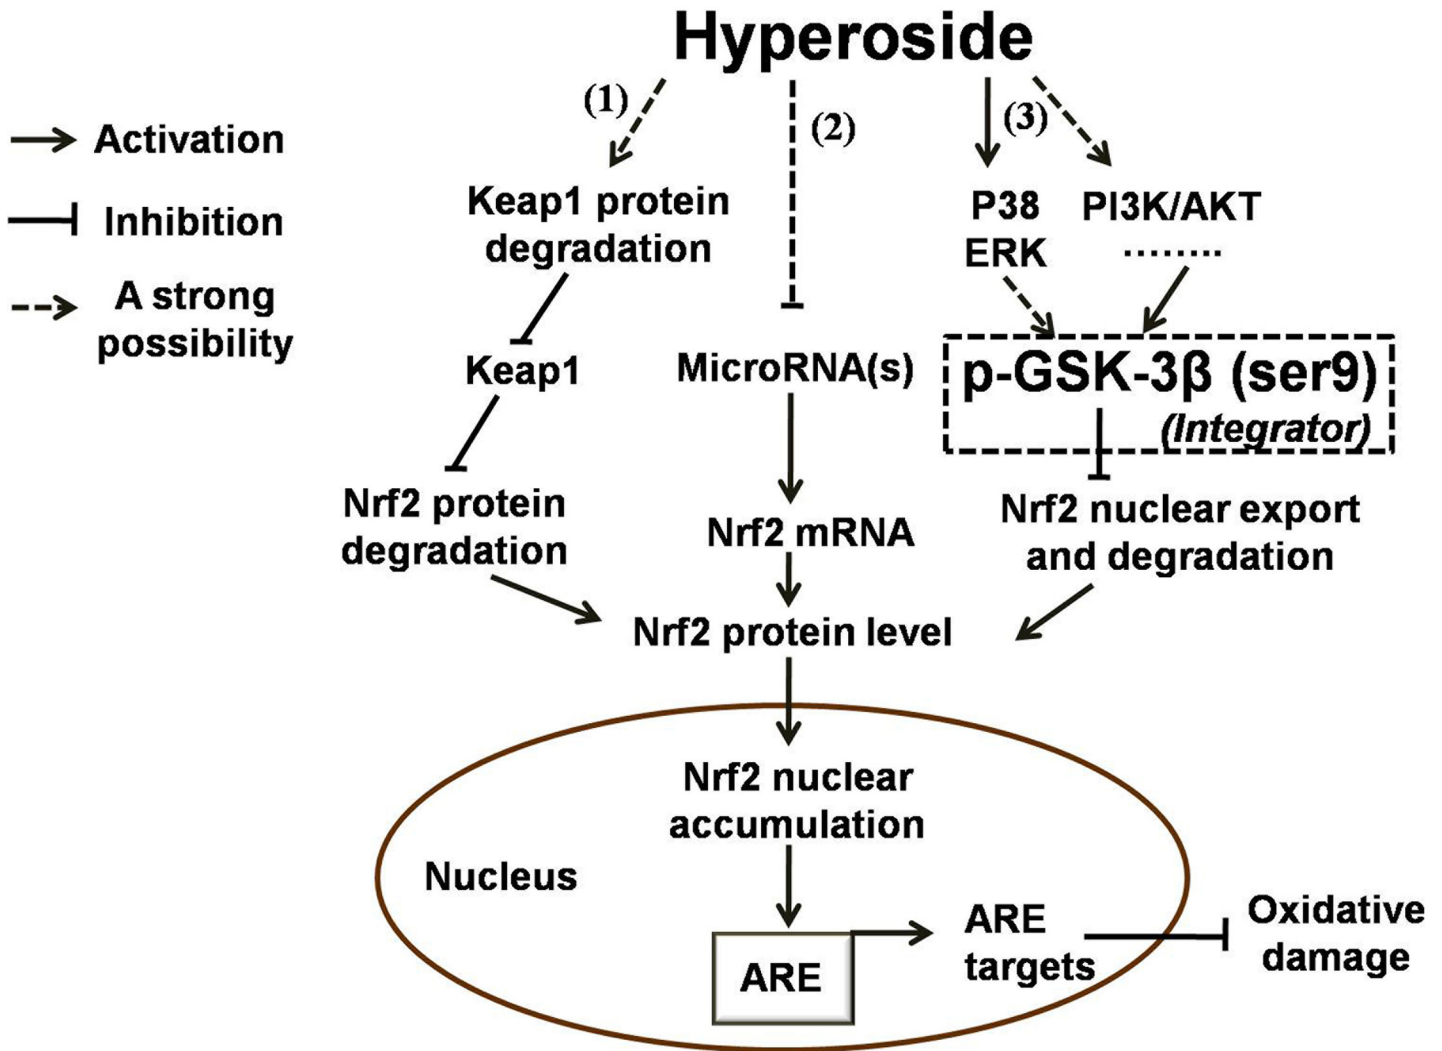 Hyperoside
(1)
(2)
(3)
Activation
Inhibition
A strong
possibility
Keap1 protein
degradation
P38
ERK
PI3K/AKT
........
Keap1
MicroRNA(s)
p-GSK-3β (ser9)
(Integrator)
Nrf2 protein
degradation
Nrf2 mRNA
Nrf2 nuclear export
and degradation
Nrf2 protein level
Nrf2 nuclear
accumulation
Nucleus
ARE
ARE
targets
Oxidative
damage